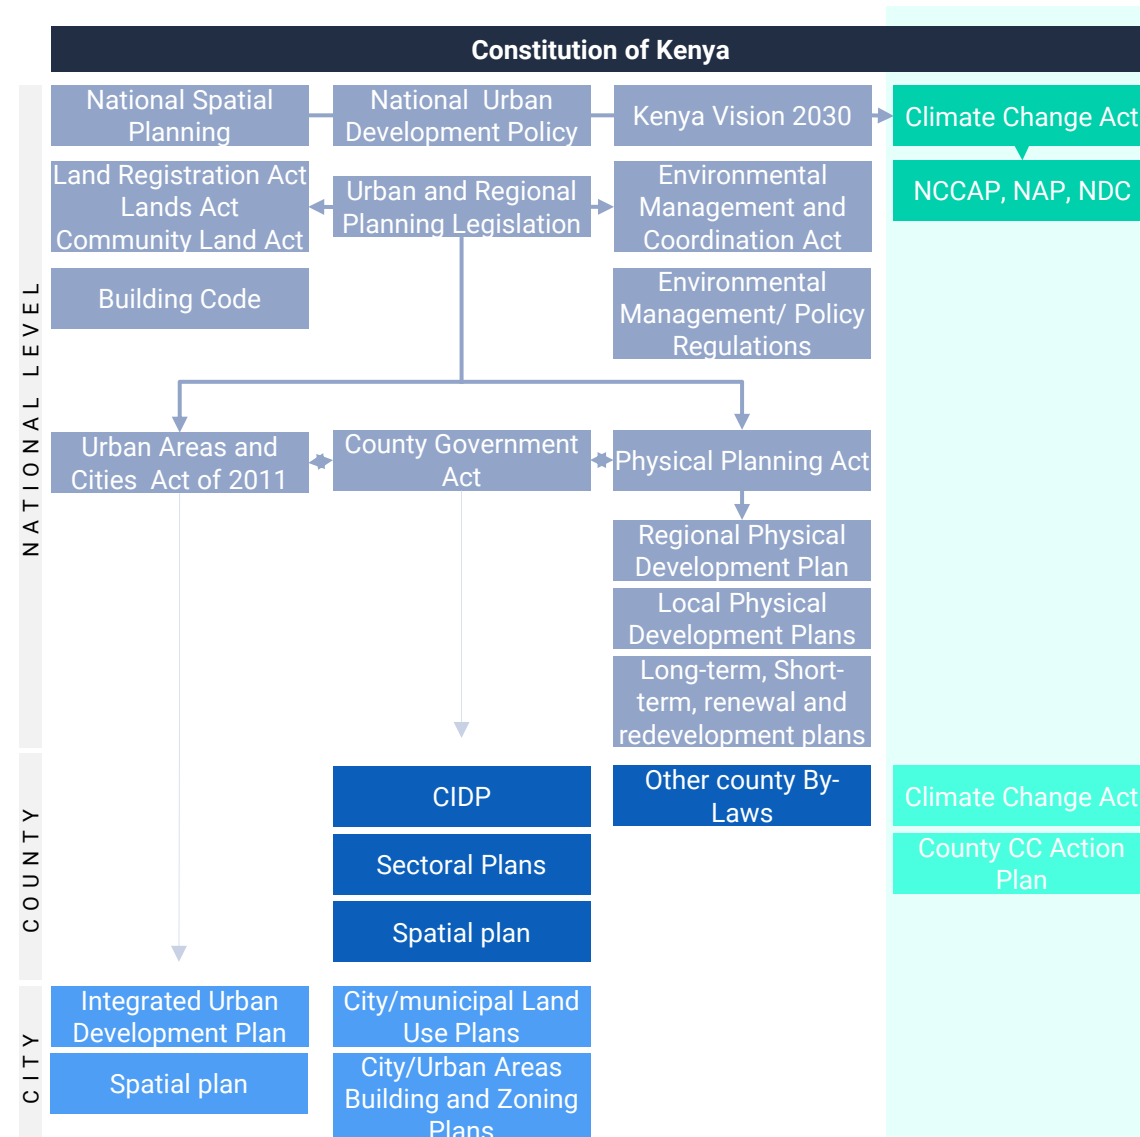 Constitution of Kenya
National Spatial
Planning
National Urban
Development Policy
Kenya Vision 2030
Climate Change Act
Land Registration Act
Lands Act
Community Land Act
Urban and Regional
Planning Legislation
Environmental
Management and
Coordination Act
NCCAP, NAP, NDC
Building Code
Environmental
Management/ Policy
Regulations
NATIONAL LEVEL
Urban Areas and
Cities Act of 2011
County Government
Act
Physical Planning Act
Regional Physical
Development Plan
Local Physical
Development Plans
Long-term, Short-
term, renewal and
redevelopment plans
COUNTY
CIDP
Other county By-
Laws
Climate Change Act
Sectoral Plans
County CC Action
Plan
Spatial plan
CITY
Integrated Urban
Development Plan
City/municipal Land
Use Plans
Spatial plan
City/Urban Areas
Building and Zoning
Plans